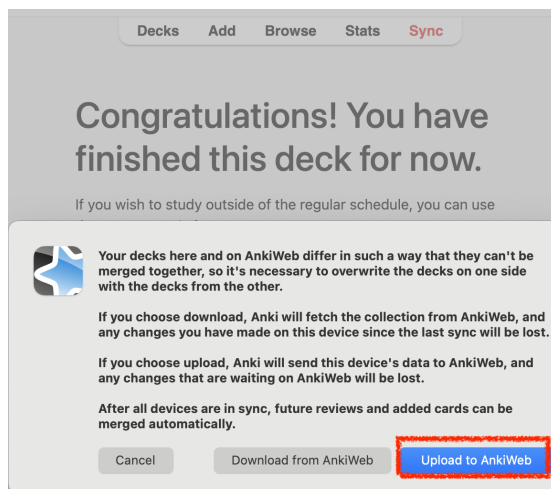 Decks Add Browse Stats Sync
Congratulations! You have
finished this deck for now.
If you wish to study outside of the regular schedule, you can use
Your decks here and on AnkiWeb differ in such a way that they can't be
merged together, so it's necessary to overwrite the decks on one side
with the decks from the other.
If you choose download, Anki will fetch the collection from AnkiWeb, and
any changes you have made on this device since the last sync will be lost.
If you choose upload, Anki will send this device's data to AnkiWeb, and
any changes that are waiting on AnkiWeb will be lost.
After all devices are in sync, future reviews and added cards can be
merged automatically.
Cancel Download from AnkiWeb Upload to AnkiWeb